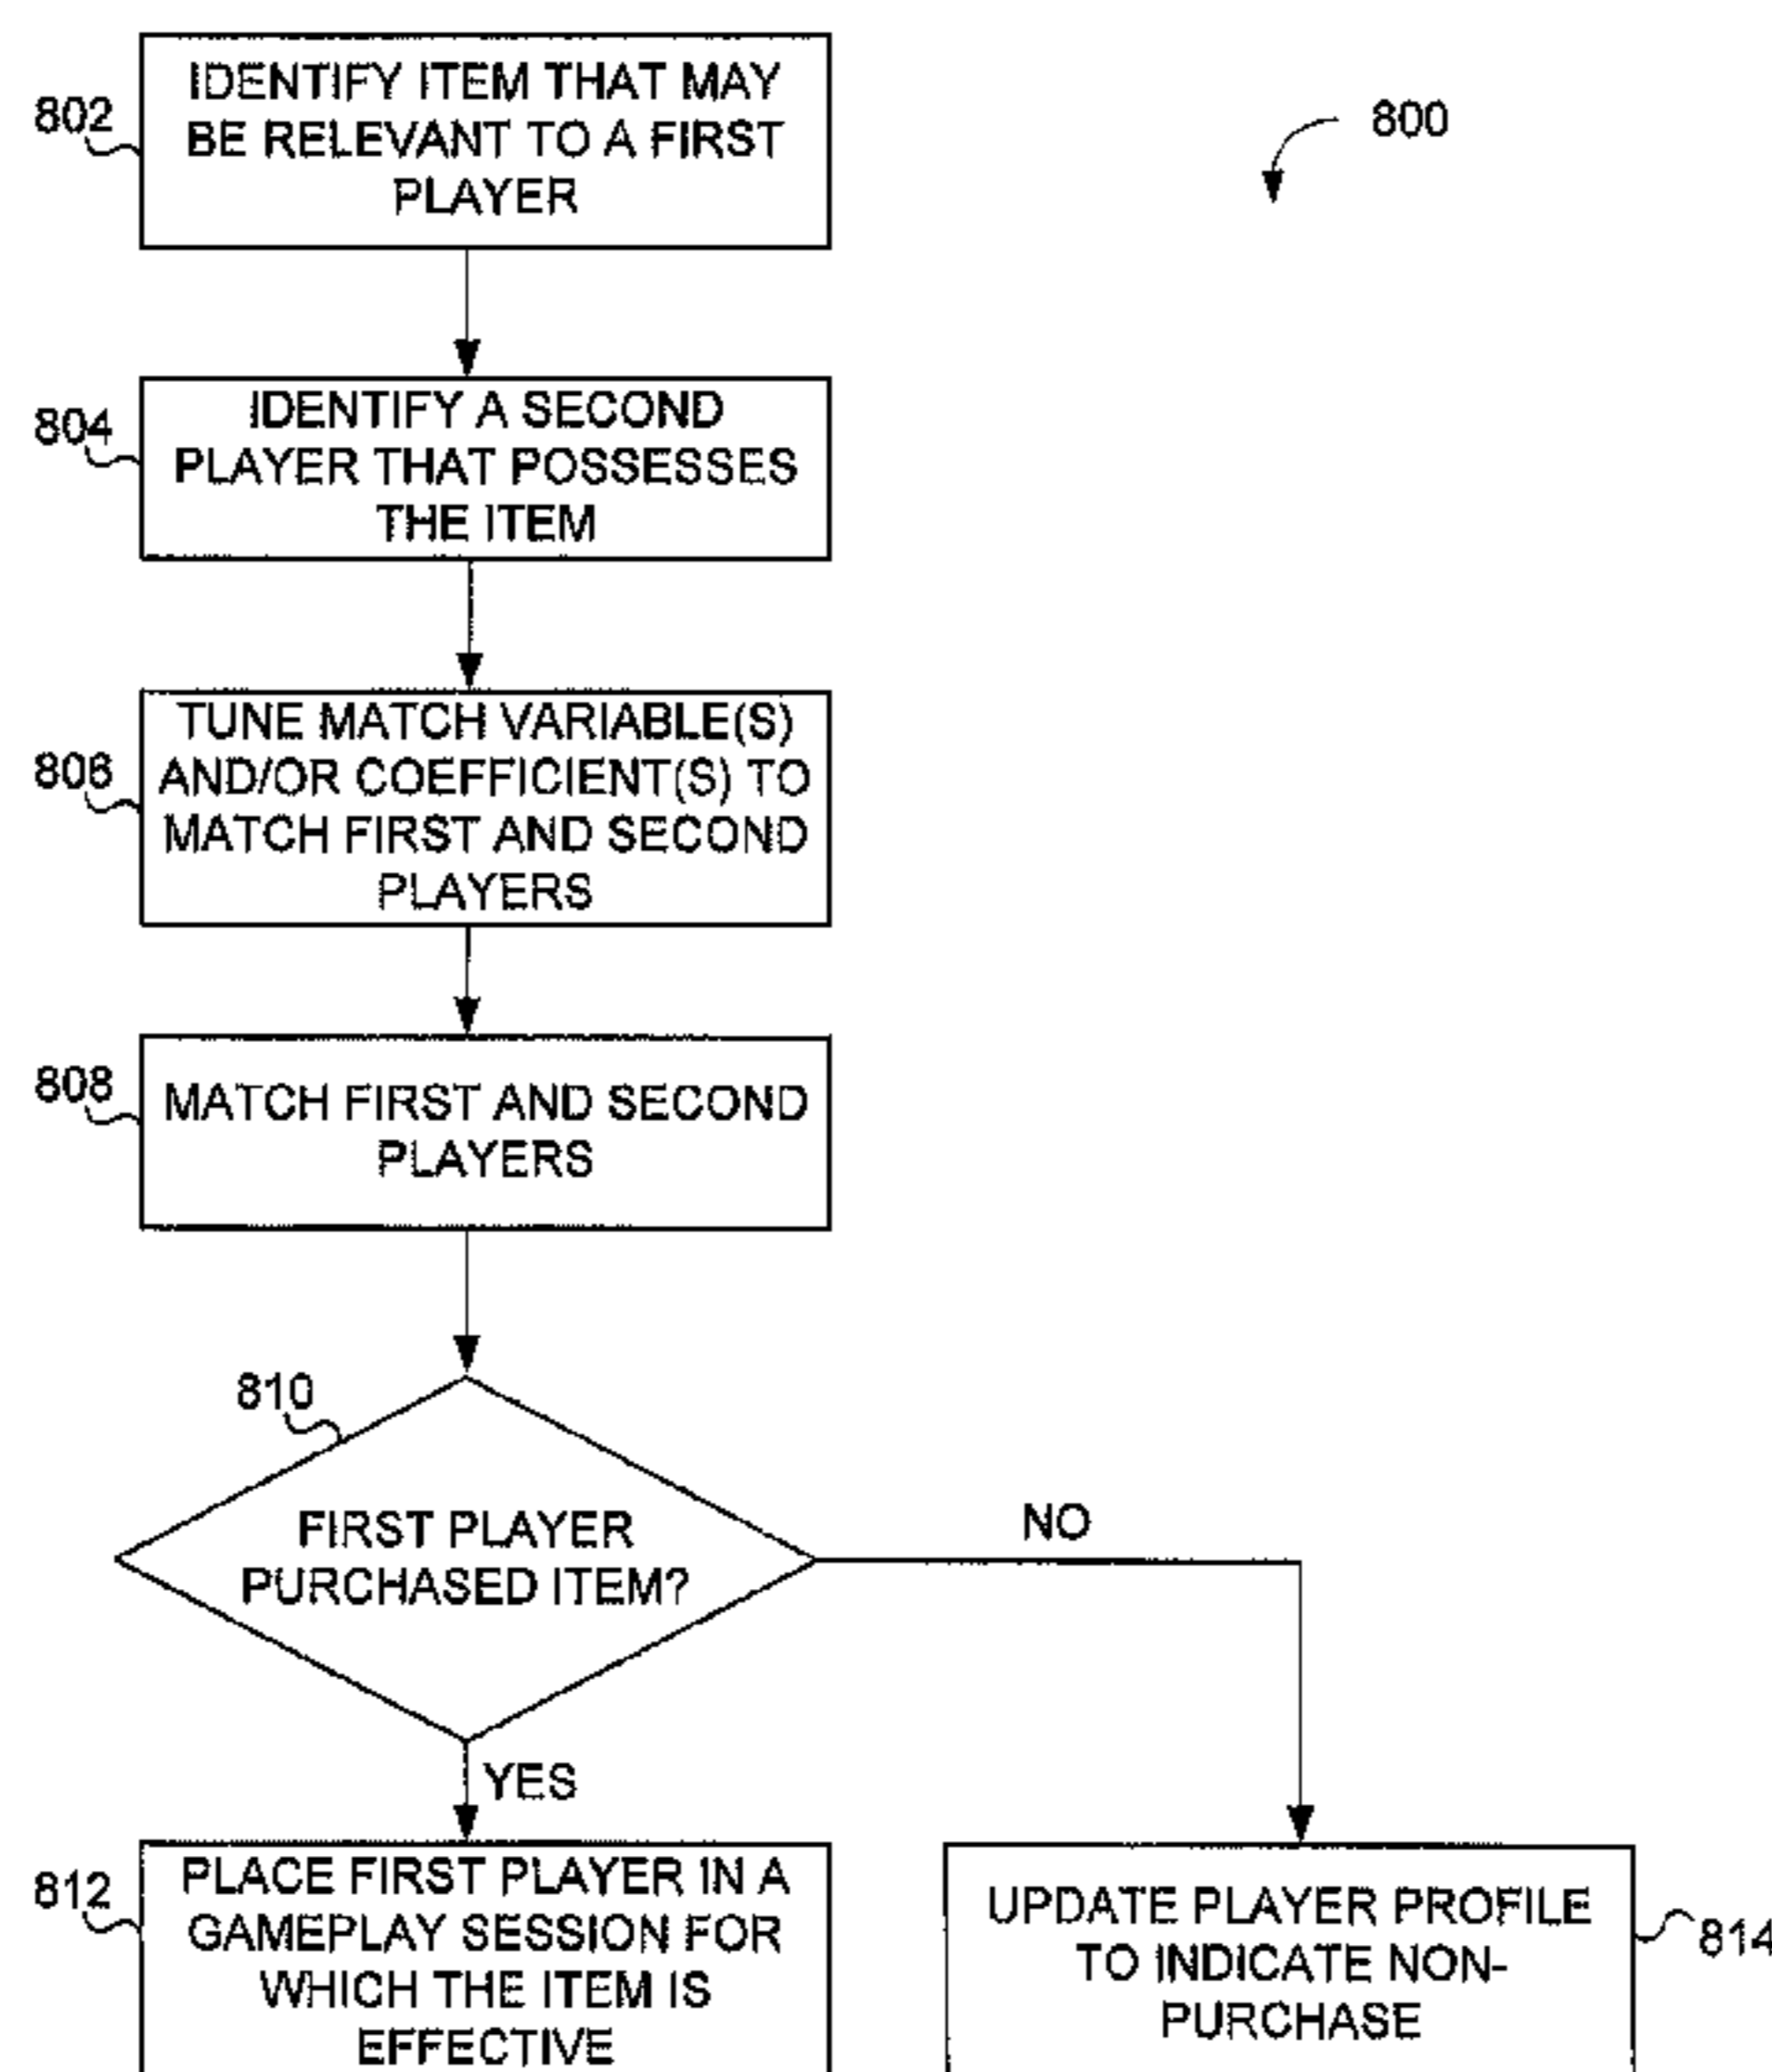 802
IDENTIFY ITEM THAT MAY
BE RELEVANT TO A FIRST
PLAYER
800
804
IDENTIFY A SECOND
PLAYER THAT POSSESSES
THE ITEM
806
TUNE MATCH VARIABLE(S)
AND/OR COEFFICIENT(S) TO
MATCH FIRST AND SECOND
PLAYERS
808
MATCH FIRST AND SECOND
PLAYERS
810
FIRST PLAYER
PURCHASED ITEM?
NO
YES
812
PLACE FIRST PLAYER IN A
GAMEPLAY SESSION FOR
WHICH THE ITEM IS
EFFECTIVE
UPDATE PLAYER PROFILE
TO INDICATE NON-
PURCHASE
814